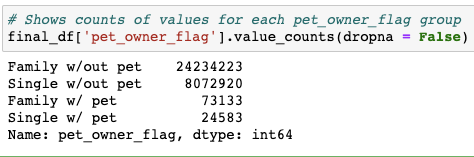 # Shows counts of values for each pet_owner_flag group
final_df['pet_owner_flag'].value_counts(dropna = False)
Family w/out pet    24234223
Single w/out pet     8072920
Family w/ pet          73133
Single w/ pet          24583
Name: pet_owner_flag, dtype: int64